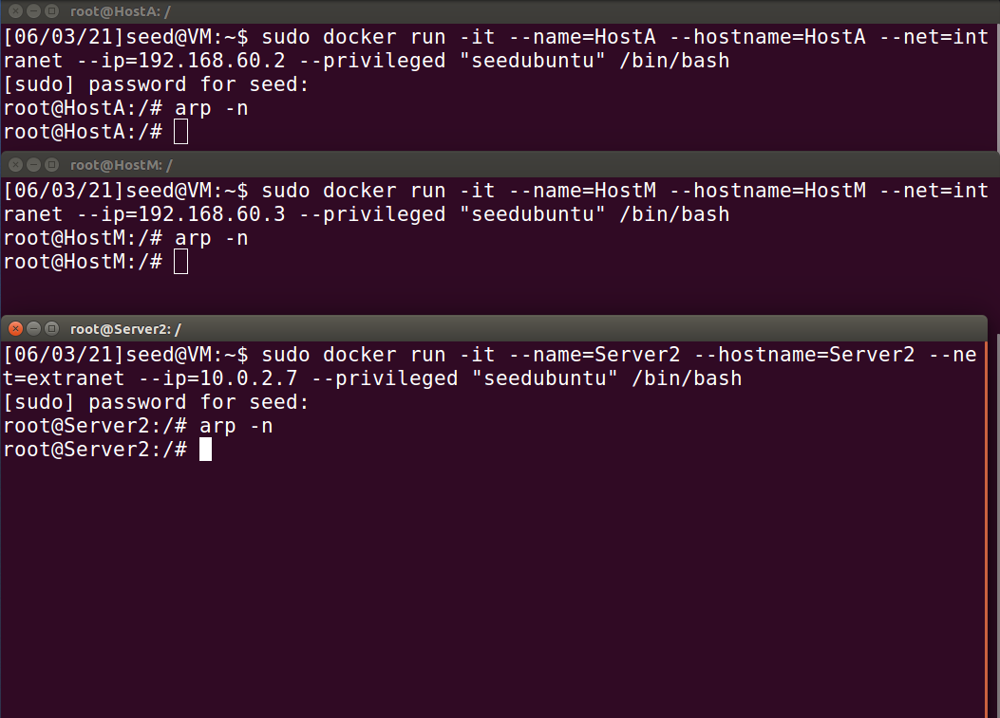 root@HostA: /
[06/03/21]seed@VM:~$ sudo docker run -it --name=HostA --hostname=HostA --net=int
ranet --ip=192.168.60.2 --privileged "seedubuntu" /bin/bash
[sudo] password for seed:
root@HostA:/# arp -n
root@HostA:/#
root@HostM: /
[06/03/21]seed@VM:~$ sudo docker run -it --name=HostM --hostname=HostM --net=int
ranet --ip=192.168.60.3 --privileged "seedubuntu" /bin/bash
root@HostM:/# arp -n
root@HostM:/#
root@Server2: /
[06/03/21]seed@VM:~$ sudo docker run -it --name=Server2 --hostname=Server2 --ne
t=extranet --ip=10.0.2.7 --privileged "seedubuntu" /bin/bash
[sudo] password for seed:
root@Server2:/# arp -n
root@Server2:/#